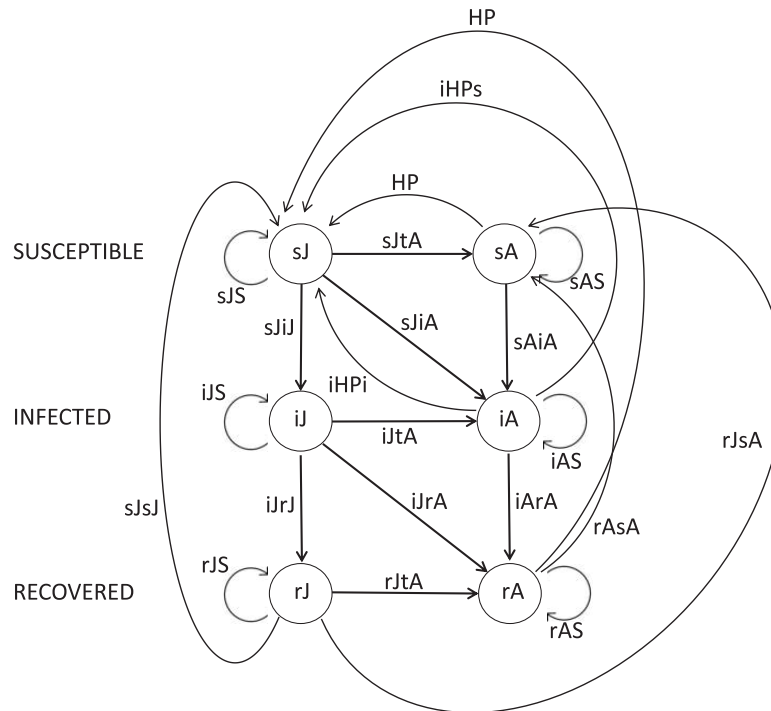 HP
iHPs
HP
SUSCEPTIBLE
sJ
sJtA
sA
sJS
sAS
sJiJ
sJiA
sAiA
iHPi
iJS
INFECTED
iJ
iJtA
iA
iAS
rJsA
sJsJ
iJrJ
iJrA
iArA
rAsA
rJS
RECOVERED
rJ
rJtA
rA
rAS